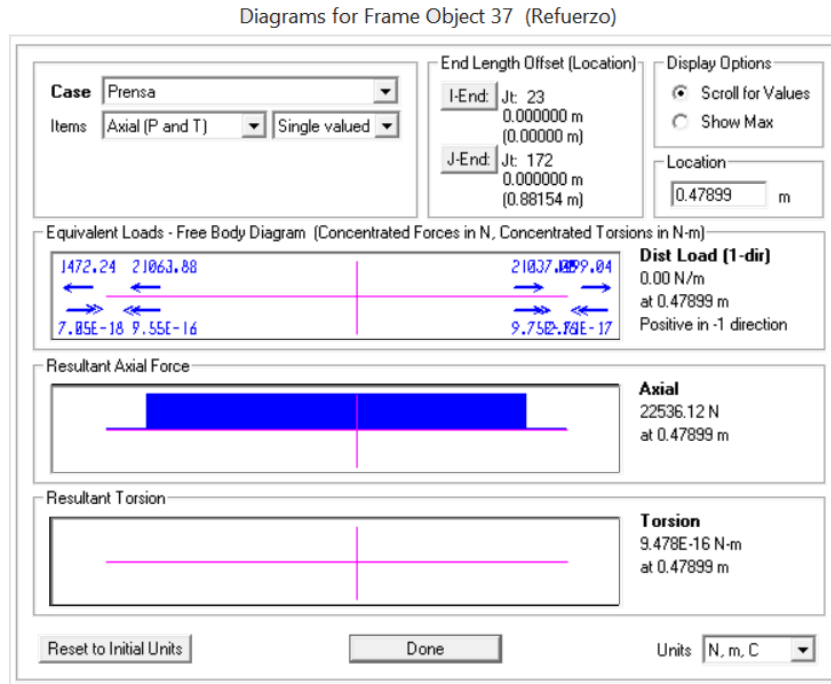 Diagrams for Frame Object 37 (Refuerzo)
Case Prensa
Items Axial (P and T) Single valued
End Length Offset (Location)
I-End: Jt: 23
0.000000 m
(0.00000 m)
J-End: Jt: 172
0.000000 m
(0.88154 m)
Display Options
Scroll for Values
Show Max
Location
0.47899 m
Equivalent Loads - Free Body Diagram (Concentrated Forces in N, Concentrated Torsions in N-m)
1472.24 21063.88
7.05E-18 9.55E-16
Dist Load (1-dir)
0.00 N/m
at 0.47899 m
Positive in -1 direction
Resultant Axial Force
Axial
22536.12 N
at 0.47899 m
Resultant Torsion
Torsion
9.478E-16 N-m
at 0.47899 m
Reset to Initial Units Done Units N, m, C